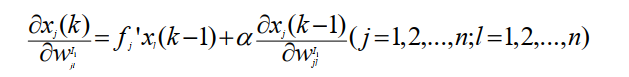 ∂x_j(k)/∂w_{jl}^{I_1} = f_j'x_l(k−1)+α ∂x_j(k−1)/∂w_{jl}^{I_1} (j=1,2,...,n;l=1,2,...,n)